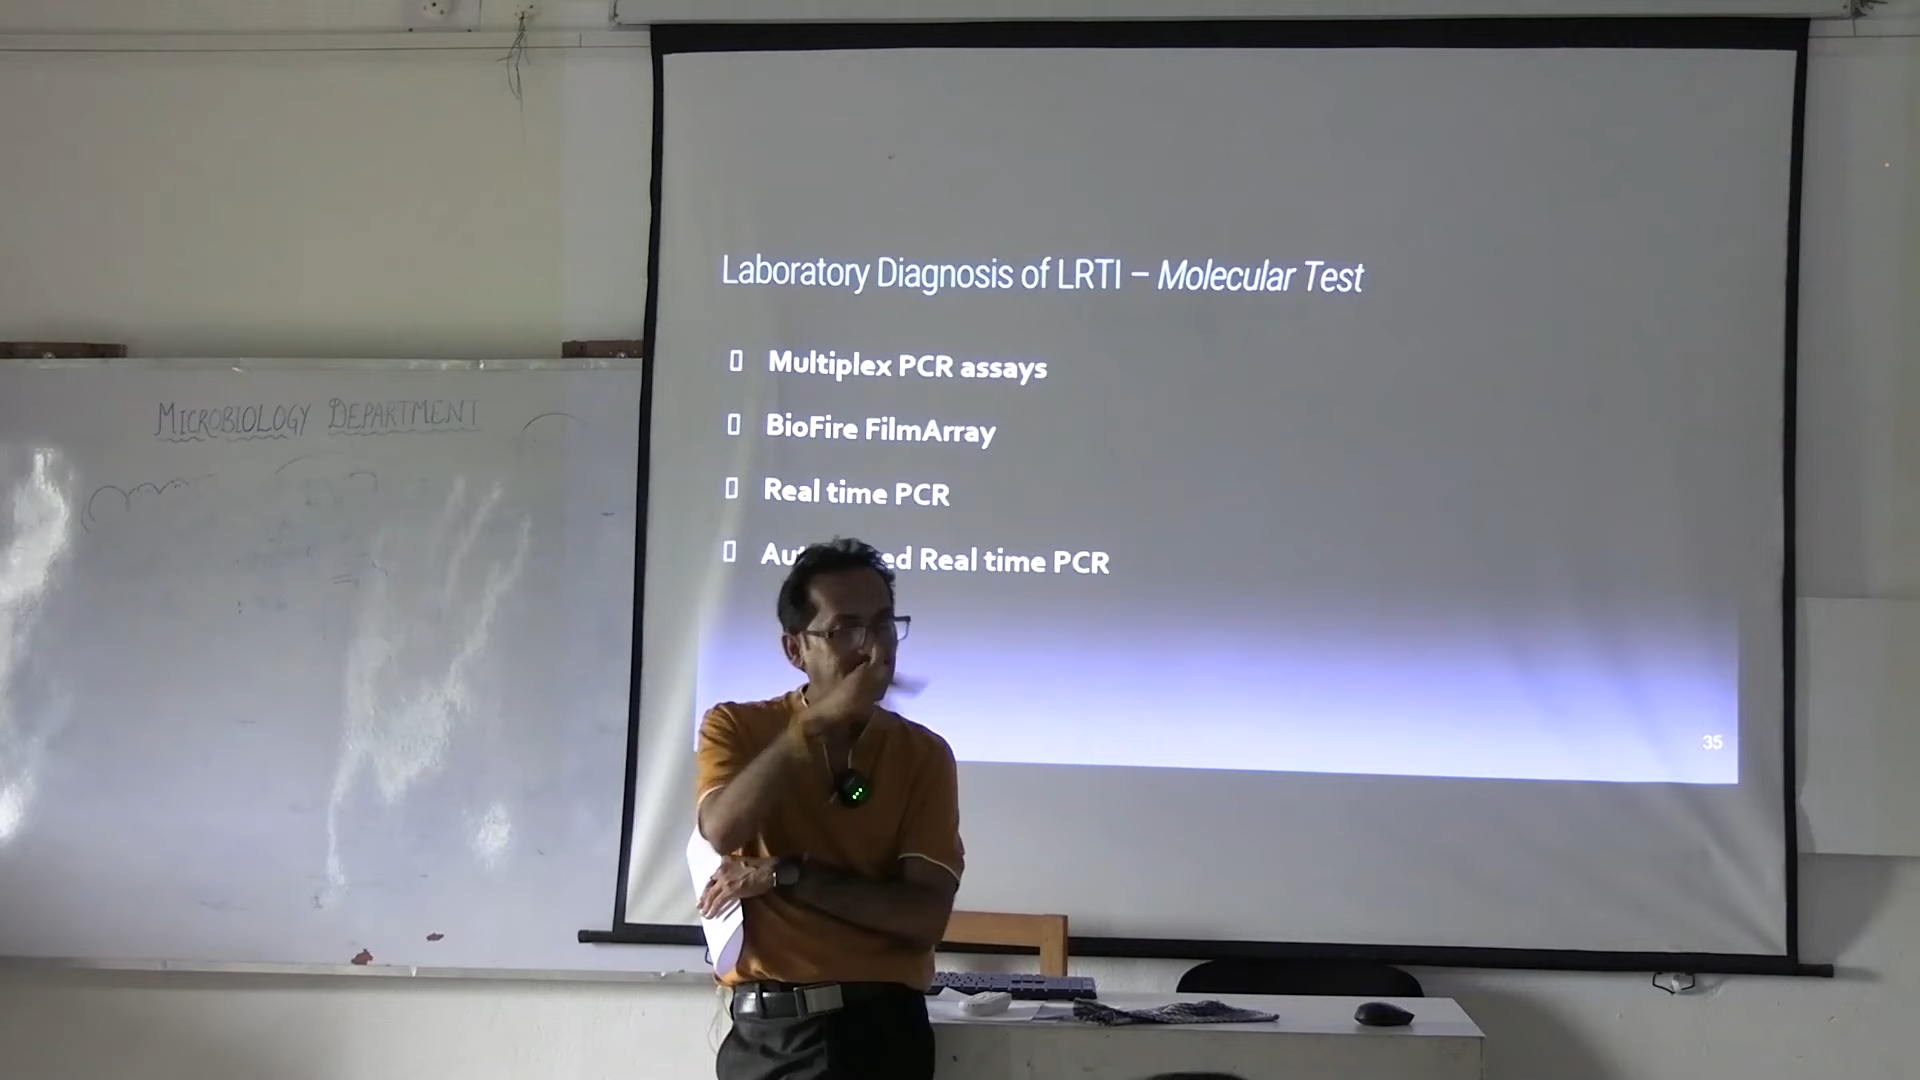 MICROBIOLOGY DEPARTMENT
Laboratory Diagnosis of LRTI – Molecular Test
Multiplex PCR assays
BioFire FilmArray
Real time PCR
Real time PCR
35